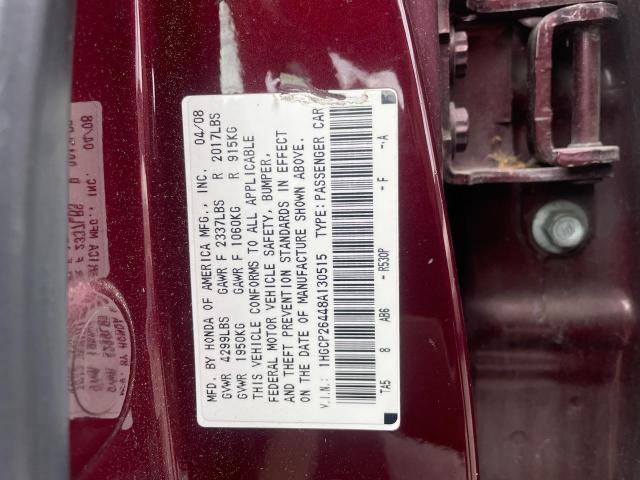 MFD. BY HONDA OF AMERICA MFG., INC. 04/08
GVWR 4299LBS GAWR F 2337LBS R 2017LBS
GVWR 1950KG GAWR F 1060KG R 915KG
THIS VEHICLE CONFORMS TO ALL APPLICABLE
FEDERAL MOTOR VEHICLE SAFETY, BUMPER,
AND THEFT PREVENTION STANDARDS IN EFFECT
ON THE DATE OF MANUFACTURE SHOWN ABOVE.
V.I.N.: 1HGCP26448A130515 TYPE: PASSENGER CAR
TA5 8 AB6 - R530P - F - A